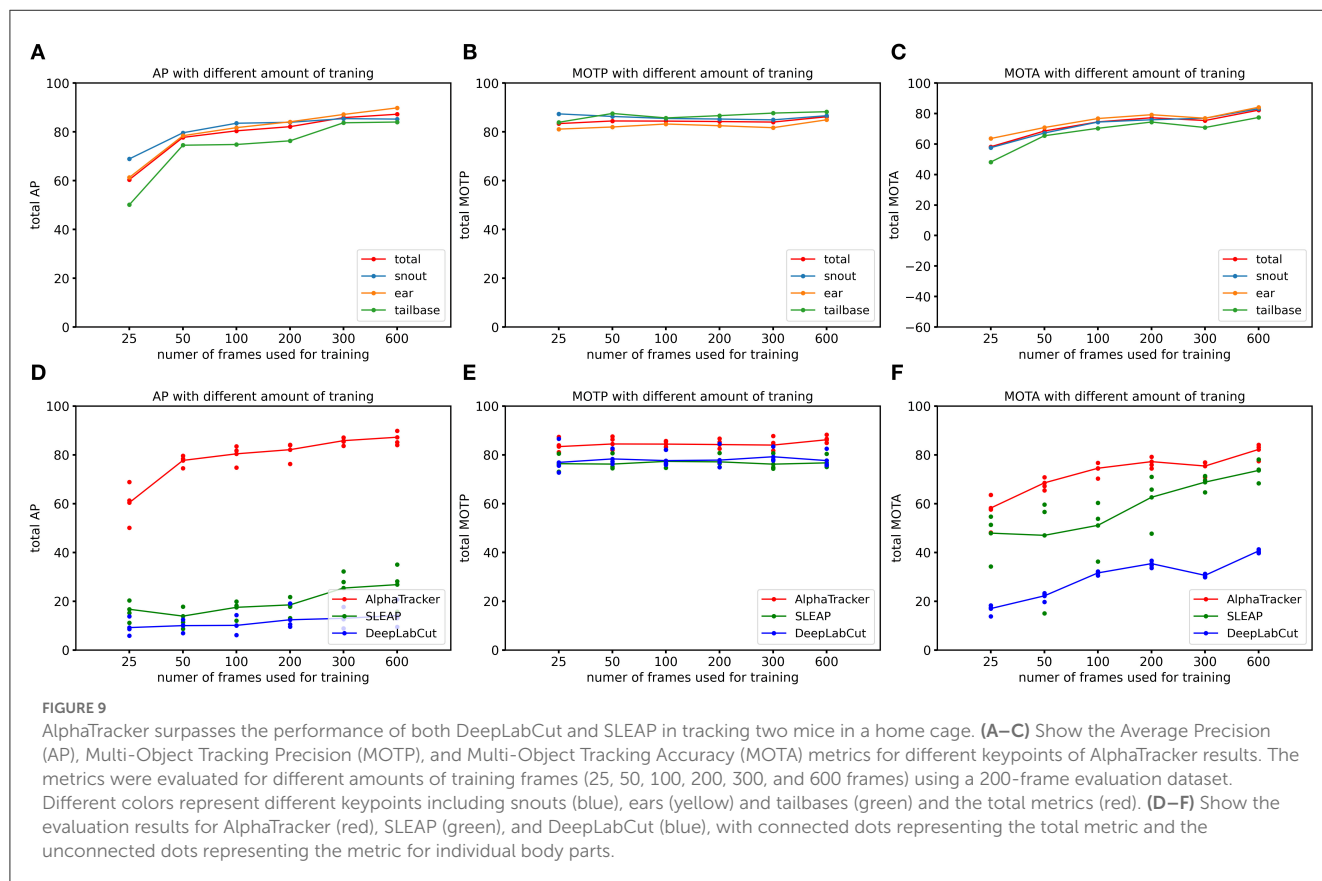 A
B
C
AP with different amount of traning
MOTP with different amount of traning
MOTA with different amount of traning
100
80
60
40
20
0
total AP
25 50 100 200 300 600
numer of frames used for training
total
snout
ear
tailbase
100
80
60
40
20
0
total MOTP
25 50 100 200 300 600
numer of frames used for training
total
snout
ear
tailbase
100
80
60
40
20
0
−20
−40
−60
total MOTA
25 50 100 200 300 600
numer of frames used for training
total
snout
ear
tailbase
D
E
F
AP with different amount of traning
MOTP with different amount of traning
MOTA with different amount of traning
100
80
60
40
20
0
total AP
25 50 100 200 300 600
numer of frames used for training
AlphaTracker
SLEAP
DeepLabCut
100
80
60
40
20
0
total MOTP
25 50 100 200 300 600
numer of frames used for training
AlphaTracker
SLEAP
DeepLabCut
100
80
60
40
20
0
total MOTA
25 50 100 200 300 600
numer of frames used for training
AlphaTracker
SLEAP
DeepLabCut
FIGURE 9
AlphaTracker surpasses the performance of both DeepLabCut and SLEAP in tracking two mice in a home cage. (A–C) Show the Average Precision
(AP), Multi-Object Tracking Precision (MOTP), and Multi-Object Tracking Accuracy (MOTA) metrics for different keypoints of AlphaTracker results. The
metrics were evaluated for different amounts of training frames (25, 50, 100, 200, 300, and 600 frames) using a 200-frame evaluation dataset.
Different colors represent different keypoints including snouts (blue), ears (yellow) and tailbases (green) and the total metrics (red). (D–F) Show the
evaluation results for AlphaTracker (red), SLEAP (green), and DeepLabCut (blue), with connected dots representing the total metric and the
unconnected dots representing the metric for individual body parts.